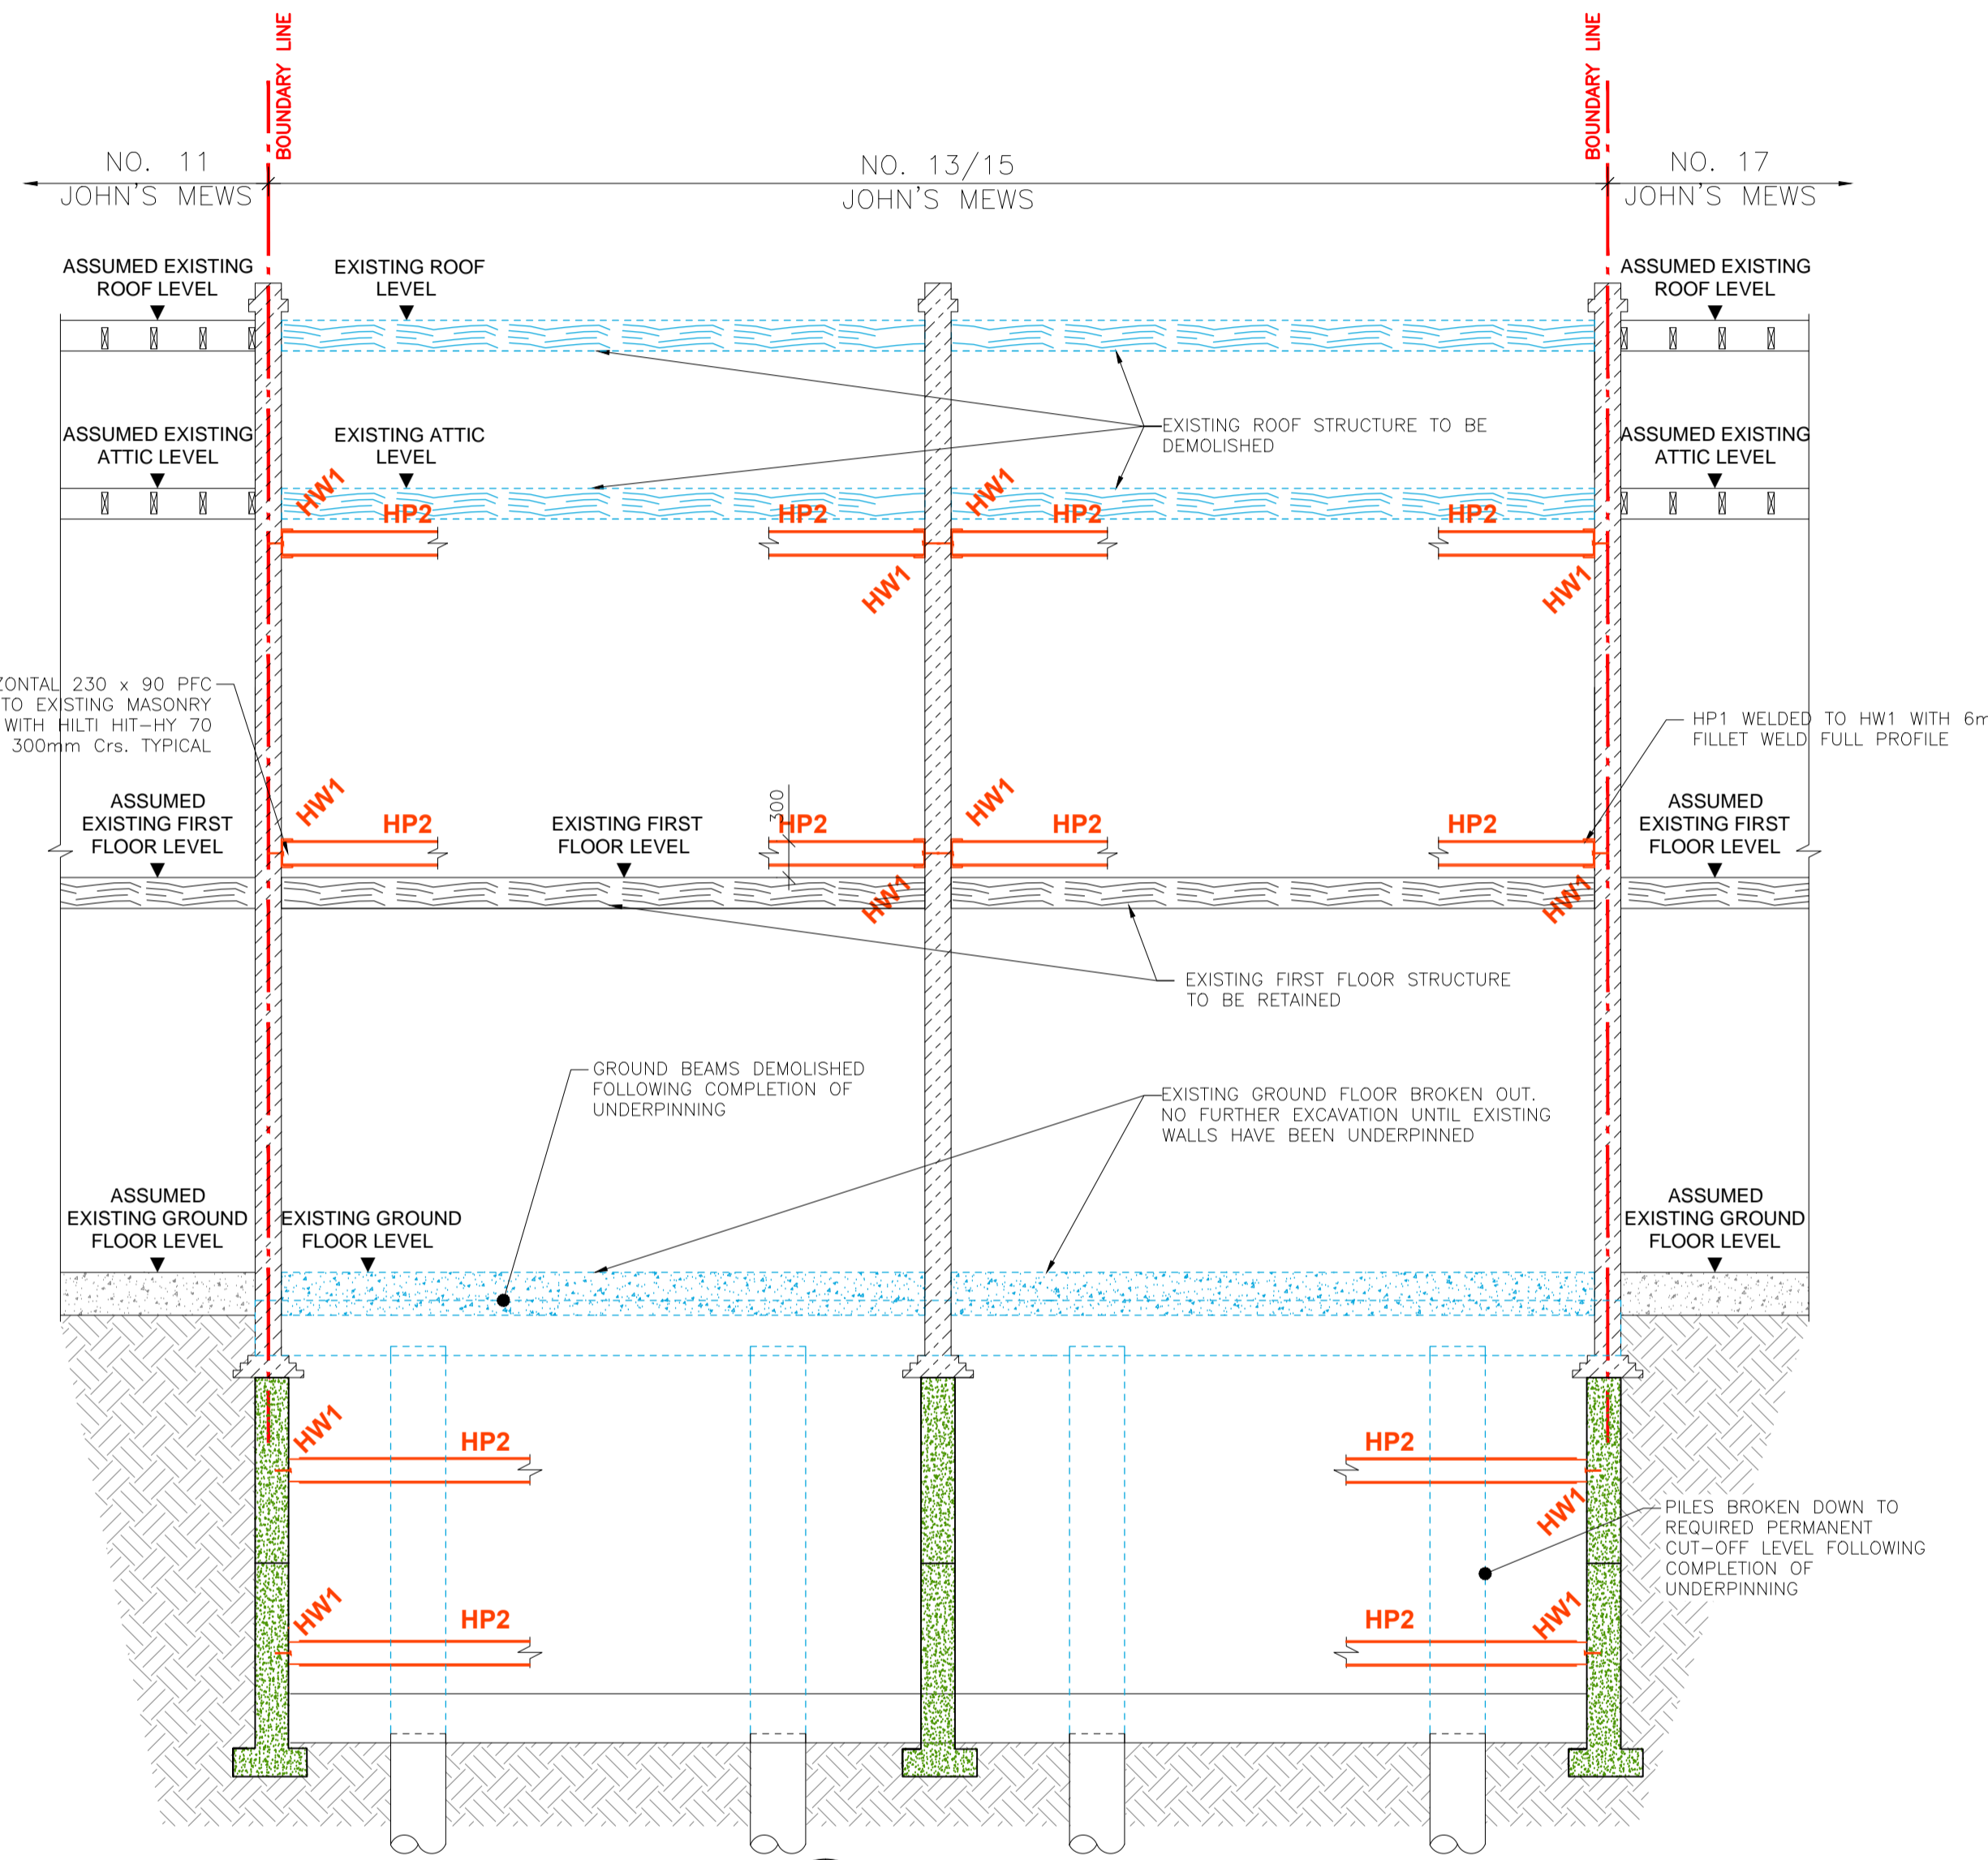 BOUNDARY LINE
BOUNDARY LINE
NO. 11
JOHN'S MEWS
NO. 13/15
JOHN'S MEWS
NO. 17
JOHN'S MEWS
ASSUMED EXISTING
ROOF LEVEL
EXISTING ROOF
LEVEL
ASSUMED EXISTING
ROOF LEVEL
EXISTING ROOF STRUCTURE TO BE
DEMOLISHED
ASSUMED EXISTING
ATTIC LEVEL
EXISTING ATTIC
LEVEL
ASSUMED EXISTING
ATTIC LEVEL
HW1
HP2
HP2
HW1
HP2
HP2
HW1
HW1
230 x 90 PFC
TO EXISTING MASONRY
WITH HILTI HIT-HY 70
300mm Crs. TYPICAL
HP1 WELDED TO HW1 WITH
FILLET WELD FULL PROFILE
ASSUMED
EXISTING FIRST
FLOOR LEVEL
HW1
HP2
EXISTING FIRST
FLOOR LEVEL
300
HP2
HW1
HP2
HP2
HW1
HW1
ASSUMED
EXISTING FIRST
FLOOR LEVEL
EXISTING FIRST FLOOR STRUCTURE
TO BE RETAINED
GROUND BEAMS DEMOLISHED
FOLLOWING COMPLETION OF
UNDERPINNING
EXISTING GROUND FLOOR BROKEN OUT.
NO FURTHER EXCAVATION UNTIL EXISTING
WALLS HAVE BEEN UNDERPINNED
ASSUMED
EXISTING GROUND
FLOOR LEVEL
EXISTING GROUND
FLOOR LEVEL
ASSUMED
EXISTING GROUND
FLOOR LEVEL
HW1
HP2
HP2
HW1
PILES BROKEN DOWN TO
REQUIRED PERMANENT
CUT-OFF LEVEL FOLLOWING
COMPLETION OF
UNDERPINNING
HW1
HP2
HP2
HW1